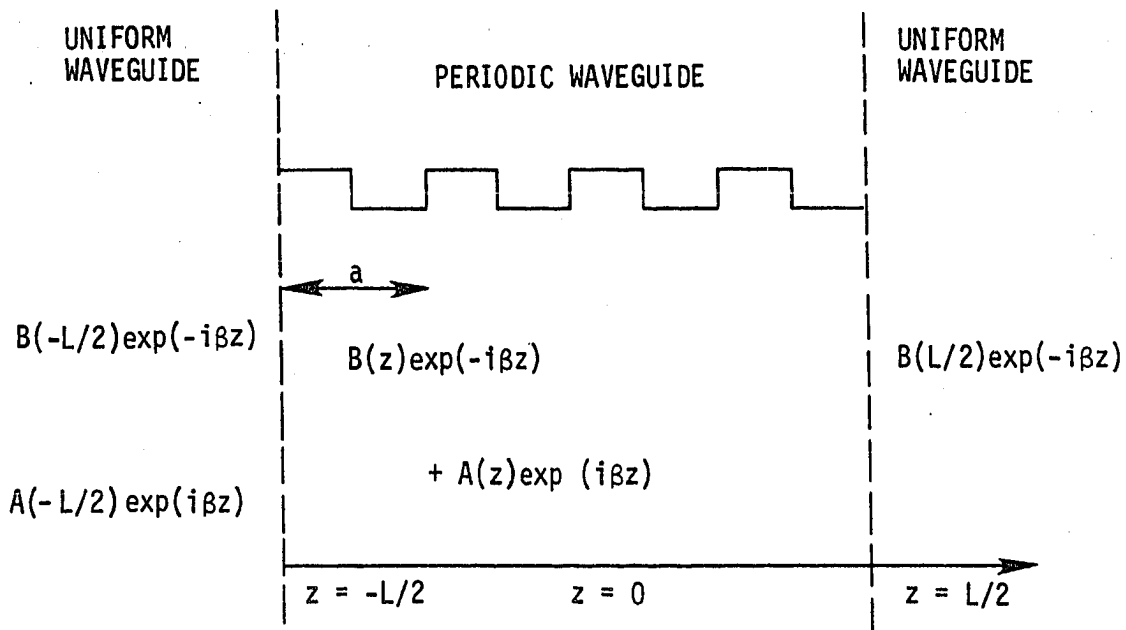 UNIFORM
WAVEGUIDE
PERIODIC WAVEGUIDE
UNIFORM
WAVEGUIDE
a
B(-L/2)exp(-iβz)
B(z)exp(-iβz)
B(L/2)exp(-iβz)
+ A(z)exp (iβz)
A(-L/2)exp(iβz)
z = -L/2
z = 0
z = L/2